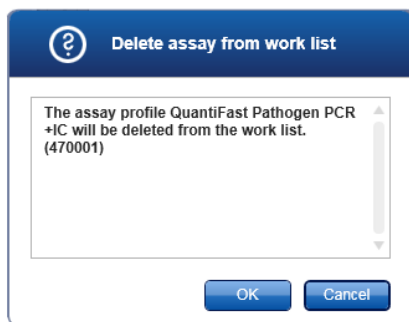 Delete assay from work list
The assay profile QuantiFast Pathogen PCR
+IC will be deleted from the work list.
(470001)
OK
Cancel